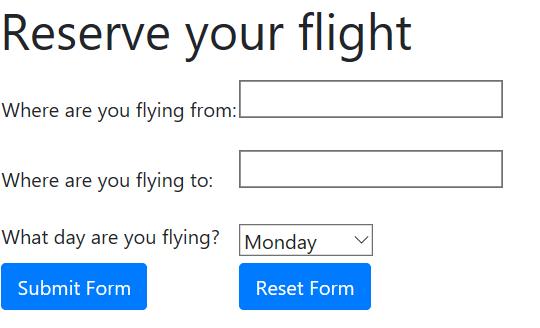 Reserve your flight
Where are you flying from:
Where are you flying to:
What day are you flying? Monday
Submit Form Reset Form